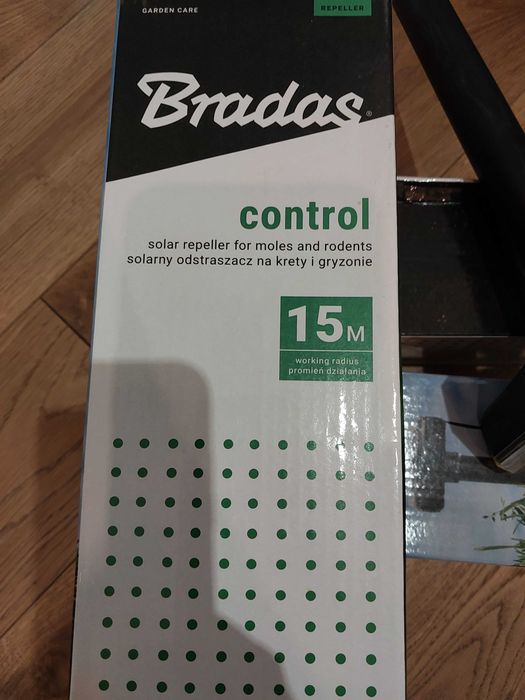 GARDEN CARE
REPELLER
Bradas®
control
solar repeller for moles and rodents
solarny odstraszacz na krety i gryzonie
15M
working radius
promień działania